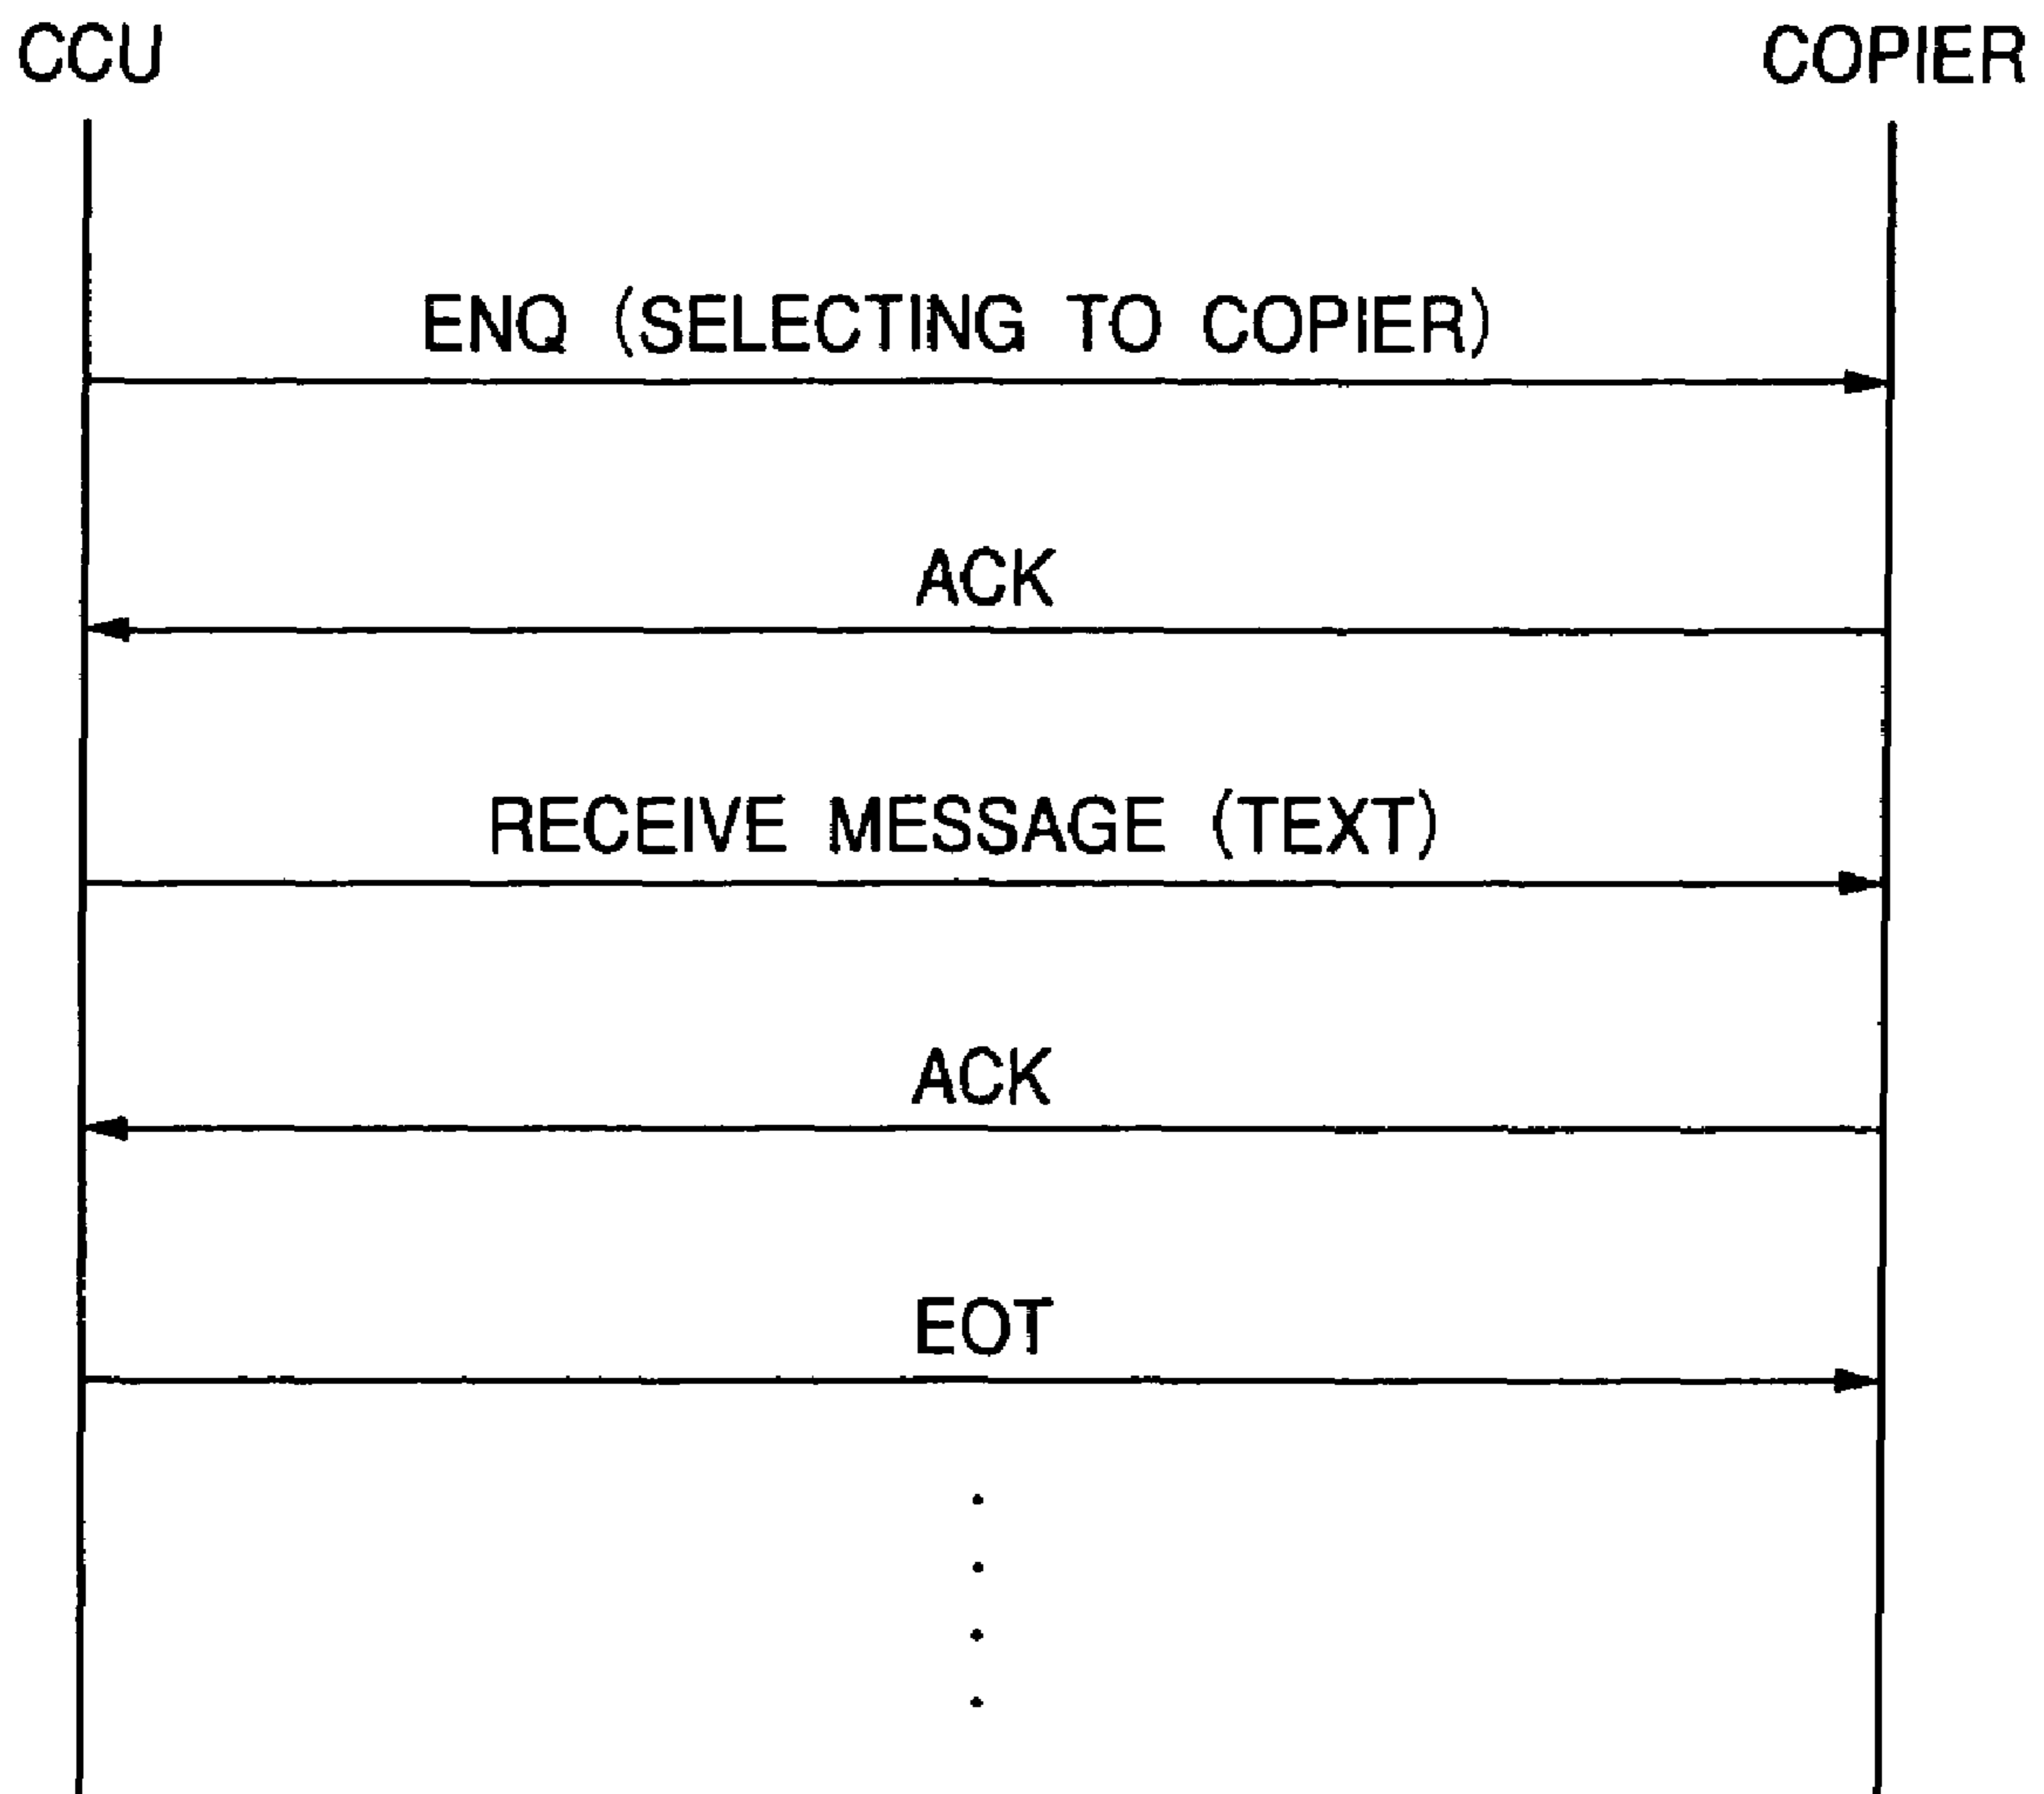 CCU COPIER
ENQ (SELECTING TO COPIER)
ACK
RECEIVE MESSAGE (TEXT)
ACK
EOT